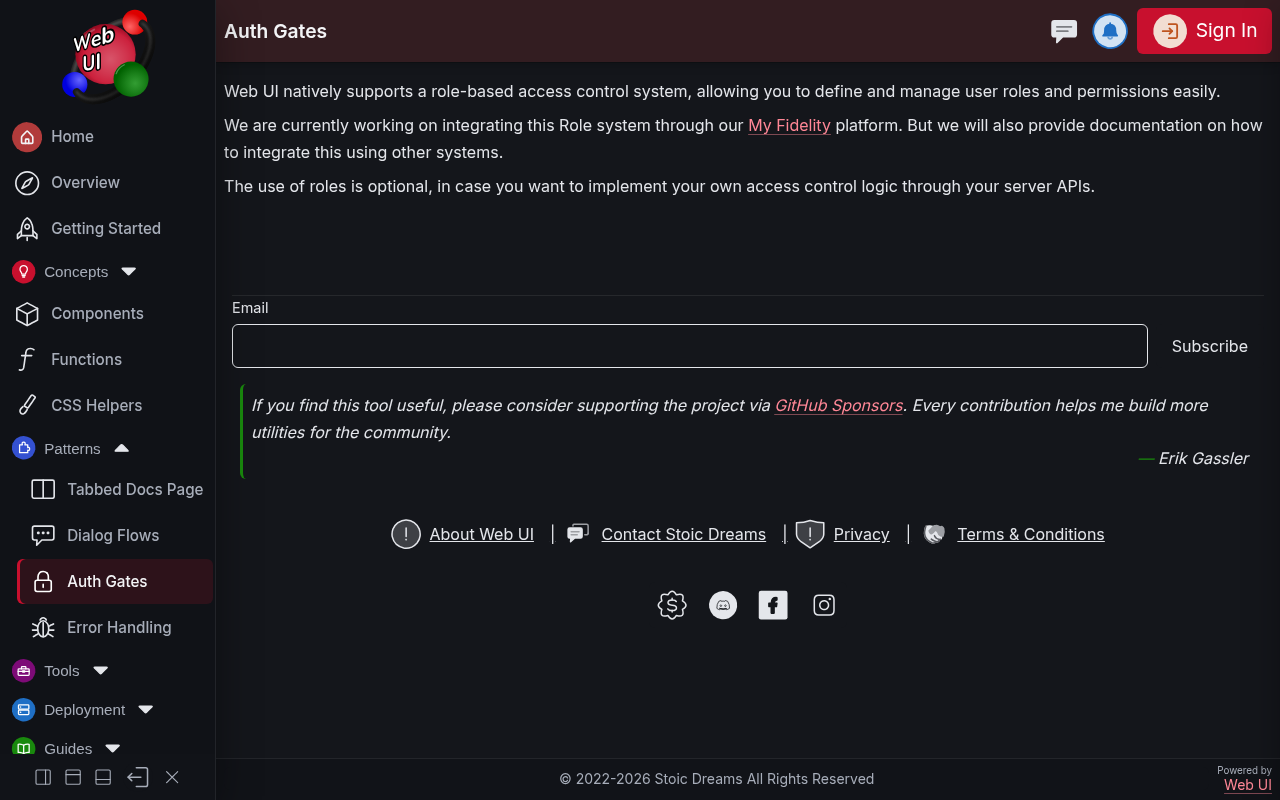 Web
UI
Home
Overview
Getting Started
Concepts
Components
Functions
CSS Helpers
Patterns
Tabbed Docs Page
Dialog Flows
Auth Gates
Error Handling
Tools
Deployment
Guides
Auth Gates
Sign In
Web UI natively supports a role-based access control system, allowing you to define and manage user roles and permissions easily.
We are currently working on integrating this Role system through our My Fidelity platform. But we will also provide documentation on how
to integrate this using other systems.
The use of roles is optional, in case you want to implement your own access control logic through your server APIs.
Email
Subscribe
If you find this tool useful, please consider supporting the project via GitHub Sponsors. Every contribution helps me build more
utilities for the community.
— Erik Gassler
About Web UI | Contact Stoic Dreams | Privacy | Terms & Conditions
© 2022-2026 Stoic Dreams All Rights Reserved
Powered by
Web UI